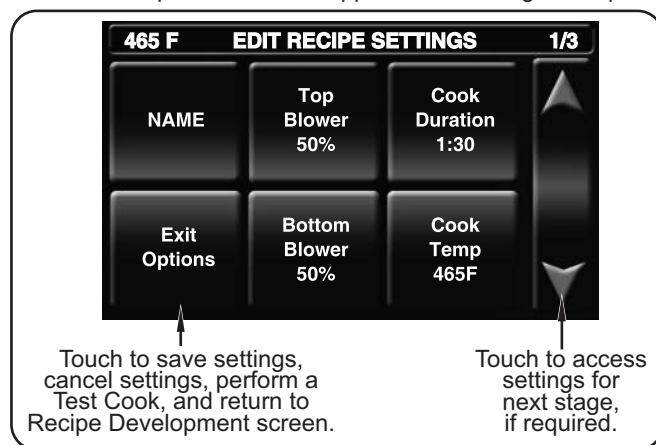 465 F EDIT RECIPE SETTINGS 1/3
NAME
Top
Blower
50%
Cook
Duration
1:30
Exit
Options
Bottom
Blower
50%
Cook
Temp
465F
Touch to save settings,
cancel settings, perform a
Test Cook, and return to
Recipe Development screen.
Touch to access
settings for
next stage,
if required.